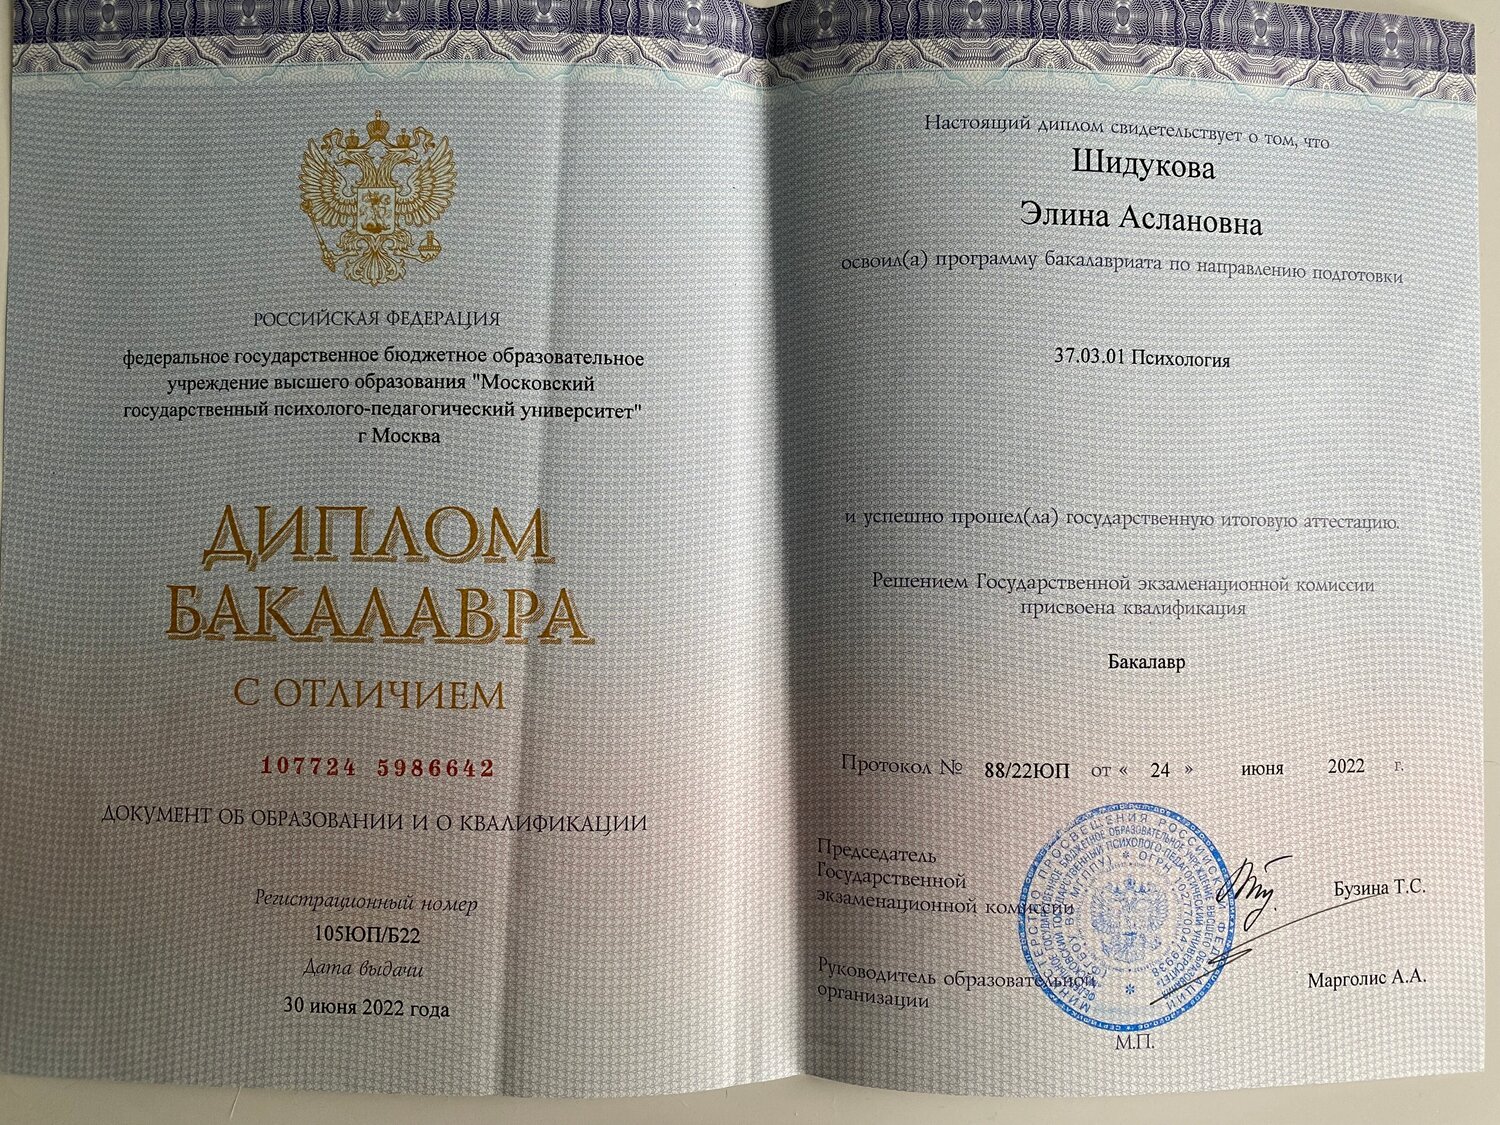 РОССИЙСКАЯ ФЕДЕРАЦИЯ
федеральное государственное бюджетное образовательное
учреждение высшего образования "Московский
государственный психолого-педагогический университет"
г Москва
ДИПЛОМ
БАКАЛАВРА
С ОТЛИЧИЕМ
107724 5986642
ДОКУМЕНТ ОБ ОБРАЗОВАНИИ И О КВАЛИФИКАЦИИ
Регистрационный номер
105ЮП/Б22
Дата выдачи
30 июня 2022 года
Настоящий диплом свидетельствует о том, что
Шидукова
Элина Аслановна
освоил(а) программу бакалавриата по направлению подготовки
37.03.01 Психология
и успешно прошел(ла) государственную итоговую аттестацию.
Решением Государственной экзаменационной комиссии
присвоена квалификация
Бакалавр
Протокол № 88/22ЮП от « 24 » июня 2022 г.
Председатель
Государственной
экзаменационной комиссии
Бузина Т.С.
Руководитель образовательной
организации
Марголис А.А.
М.П.